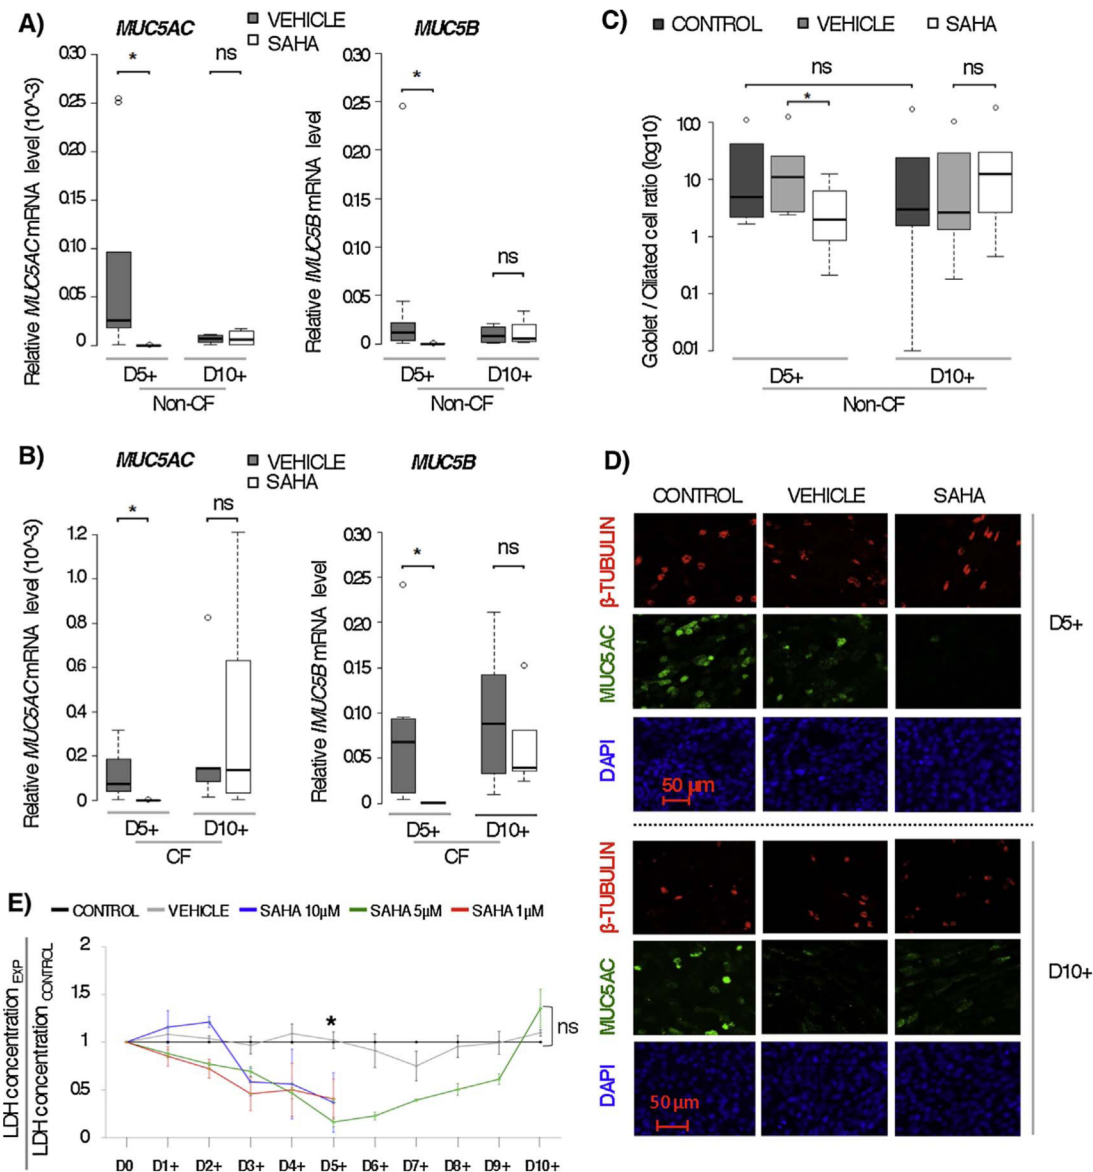 A)
MUC5AC
VEHICLE
SAHA
MUC5B
Relative MUC5AC mRNA level (10^-3)
0.30
0.25
0.20
0.15
0.10
0.05
0
*
ns
D5+
D10+
Non-CF
Relative IMUC5B mRNA level
0.30
0.25
0.20
0.15
0.10
0.05
0
*
ns
D5+
D10+
Non-CF
C)
CONTROL
VEHICLE
SAHA
Goblet / Ciliated cell ratio (log10)
100
10
1
0.1
0.01
ns
*
ns
D5+
D10+
Non-CF
B)
MUC5AC
VEHICLE
SAHA
MUC5B
Relative MUC5AC mRNA level (10^-3)
1.2
1.0
0.8
0.6
0.4
0.2
0
*
ns
D5+
D10+
CF
Relative IMUC5B mRNA level
0.30
0.25
0.20
0.15
0.10
0.05
0
*
ns
D5+
D10+
CF
D)
CONTROL
VEHICLE
SAHA
β-TUBULIN
MUC5AC
DAPI
50 µm
D5+
β-TUBULIN
MUC5AC
DAPI
50 µm
D10+
E)
CONTROL
VEHICLE
SAHA 10µM
SAHA 5µM
SAHA 1µM
LDH concentration EXP
LDH concentration CONTROL
2
1.5
1
0.5
0
*
ns
D0
D1+
D2+
D3+
D4+
D5+
D6+
D7+
D8+
D9+
D10+